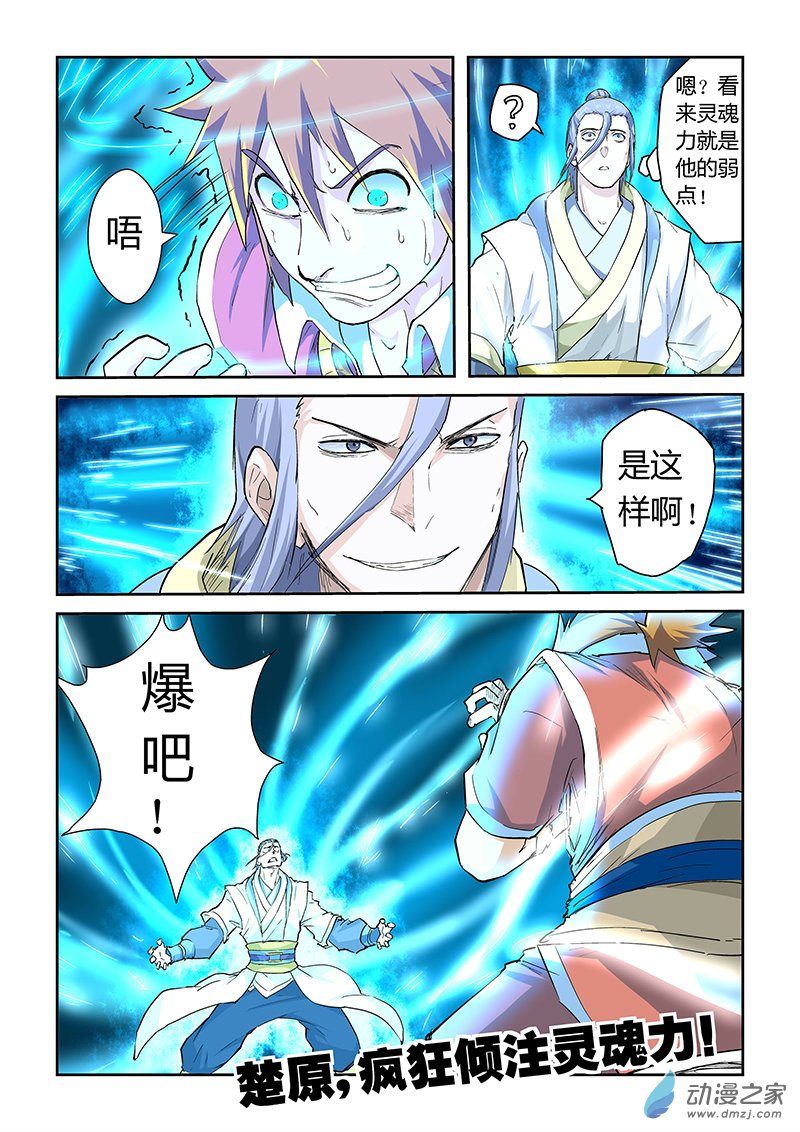 唔
?
嗯？看
来灵魂
力就是
他的弱
点！
是这
样啊！
爆吧！
楚原，疯狂倾注灵魂力！
动漫之家
www.dmzj.com